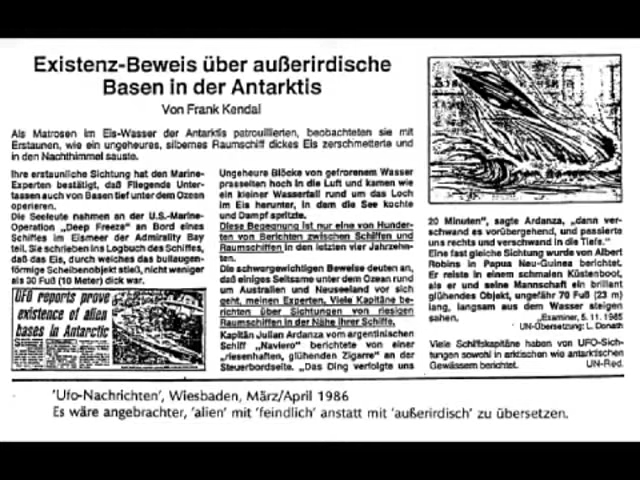 Existenz-Beweis über außerirdische
Basen in der Antarktis
Von Frank Kendal
Als Matrosen im Eis-Wasser der Antarktis patrouillierten, beobachteten sie mit
Erstaunen, wie ein ungeheures, silbernes Raumschiff dickes Eis zerschmetterte und
in den Nachthimmel sauste.
Ihre erstaunliche Sichtung hat den Marine-
Experten bestätigt, daß Fliegende Unter-
tassen auch von Basen tief unter dem Ozean
operieren.
Die Seeleute nahmen an der U.S.-Marine-
Operation „Deep Freeze" an Bord eines
Schiffes im Eismeer der Admirality Bay
teil. Sie schrieben ins Logbuch des Schiffes,
daß das Eis, durch welches das bullaugen-
förmige Scheibenobjekt stieß, nicht weniger
als 30 Fuß (10 Meter) dick war.
UFO reports prove
existence of alien
bases in Antarctic
Ungeheure Blöcke von gefrorenem Wasser
prasselten hoch in die Luft und kamen wie
ein kleiner Wasserfall rund um das Loch
im Eis herunter, in dem die See kochte
und Dampf spritzte.
Diese Begegnung ist nur eine von Hunder-
ten von Berichten zwischen Schiffen und
Raumschiffen in den letzten vier Jahrzehn-
ten.
Die schwerwichtigen Beweise deuten an,
daß einiges Seltsame unter dem Ozean rund
um Australien und Neuseeland vor sich
geht, meinen Experten. Viele Kapitäne be-
richten über Sichtungen von riesigen
Raumschiffen in der Nähe ihrer Schiffe.
Kapitän Julian Ardanza vom argentinischen
Schiff „Naviero" berichtete von einer
„riesenhaften, glühenden Zigarre" an der
Steuerbordseite. „Das Ding verfolgte uns
20 Minuten", sagte Ardanza, „dann ver-
schwand es vorübergehend, und passierte
uns rechts und verschwand in die Tiefe."
Eine fast gleiche Sichtung wurde von Albert
Robins in Papua Neu-Guinea berichtet.
Er reiste in einem schmalen Küstenboot,
als er und seine Mannschaft ein brillant
glühendes Objekt, ungefähr 70 Fuß (23 m)
lang, langsam aus dem Wasser steigen
sahen.
„Examiner, 5. 11. 1985
UN-Übersetzung: L. Donath
Viele Schiffskapitäne haben von UFO-Sich-
tungen sowohl in arktischen wie antarktischen
Gewässern berichtet.
UN-Red.
'Ufo-Nachrichten', Wiesbaden, März/April 1986
Es wäre angebrachter, 'alien' mit 'feindlich' anstatt mit 'außerirdisch' zu übersetzen.